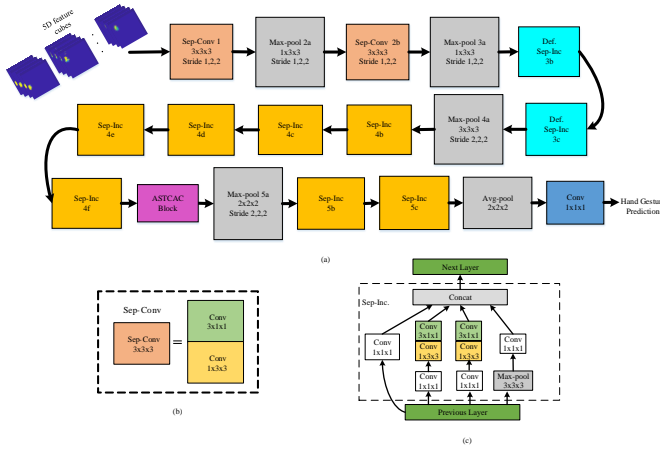 5D feature
cubes
Sep-Conv 1
3x3x3
Stride 1,2,2
Max-pool 2a
1x3x3
Stride 1,2,2
Sep-Conv 2b
3x3x3
Stride 1,2,2
Max-pool 3a
1x3x3
Stride 1,2,2
Def.
Sep-Inc
3b
Sep-Inc
4e
Sep-Inc
4d
Sep-Inc
4c
Sep-Inc
4b
Max-pool 4a
3x3x3
Stride 2,2,2
Def.
Sep-Inc
3c
Sep-Inc
4f
ASTCAC
Block
Max-pool 5a
2x2x2
Stride 2,2,2
Sep-Inc
5b
Sep-Inc
5c
Avg-pool
2x2x2
Conv
1x1x1
Hand Gestur
Prediction
(a)
Sep-Conv
Sep-Conv
3x3x3
=
Conv
3x1x1
Conv
1x3x3
(b)
Next Layer
Sep-Inc.
Concat
Conv
1x1x1
Conv
3x1x1
Conv
1x3x3
Conv
1x1x1
Conv
3x1x1
Conv
1x3x3
Conv
1x1x1
Conv
1x1x1
Max-pool
3x3x3
Previous Layer
(c)